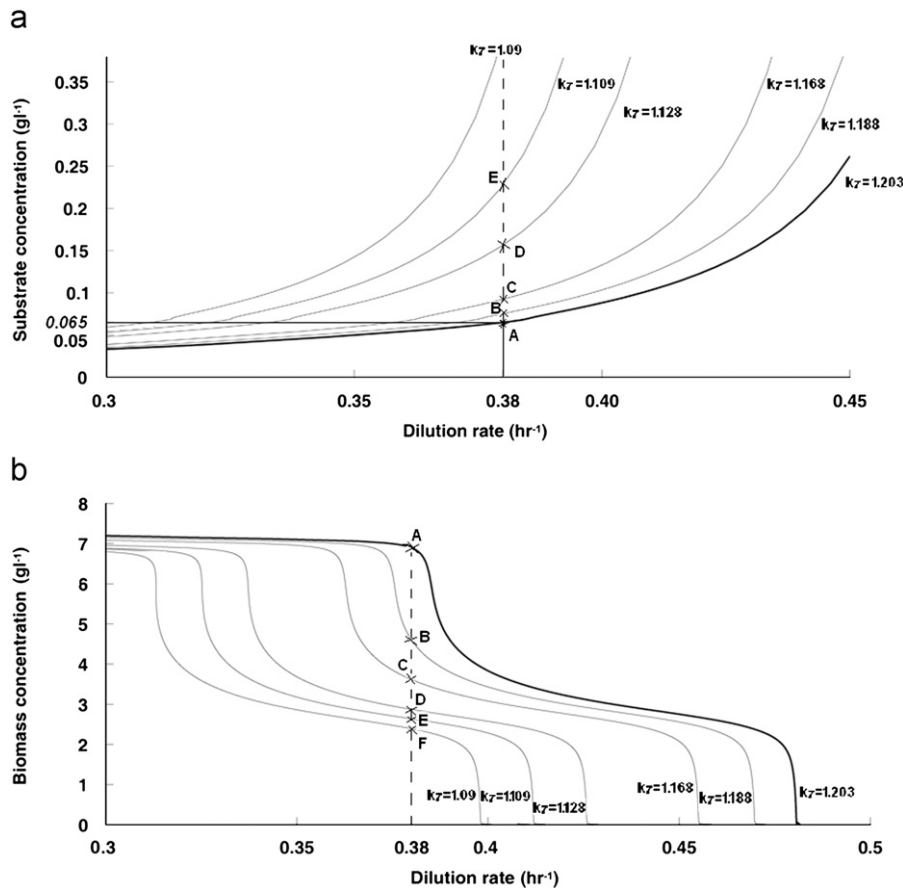 a
k7=1.09
k7=1.109
k7=1.128
k7=1.168
k7=1.188
k7=1.203
Substrate concentration (gl-1)
0.35
0.3
0.25
0.2
0.15
0.1
0.065
0.05
0
E
D
C
B
A
0.3
0.35
0.38
0.40
0.45
Dilution rate (hr-1)
b
Biomass concentration (gl-1)
8
7
6
5
4
3
2
1
0
A
B
C
D
E
F
k7=1.09
k7=1.109
k7=1.128
k7=1.168
k7=1.188
k7=1.203
0.3
0.35
0.38
0.4
0.45
0.5
Dilution rate (hr-1)